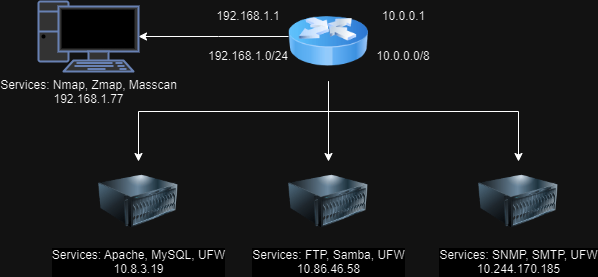 192.168.1.1
10.0.0.1
192.168.1.0/24
10.0.0.0/8
Services: Nmap, Zmap, Masscan
192.168.1.77
Services: Apache, MySQL, UFW
10.8.3.19
Services: FTP, Samba, UFW
10.86.46.58
Services: SNMP, SMTP, UFW
10.244.170.185